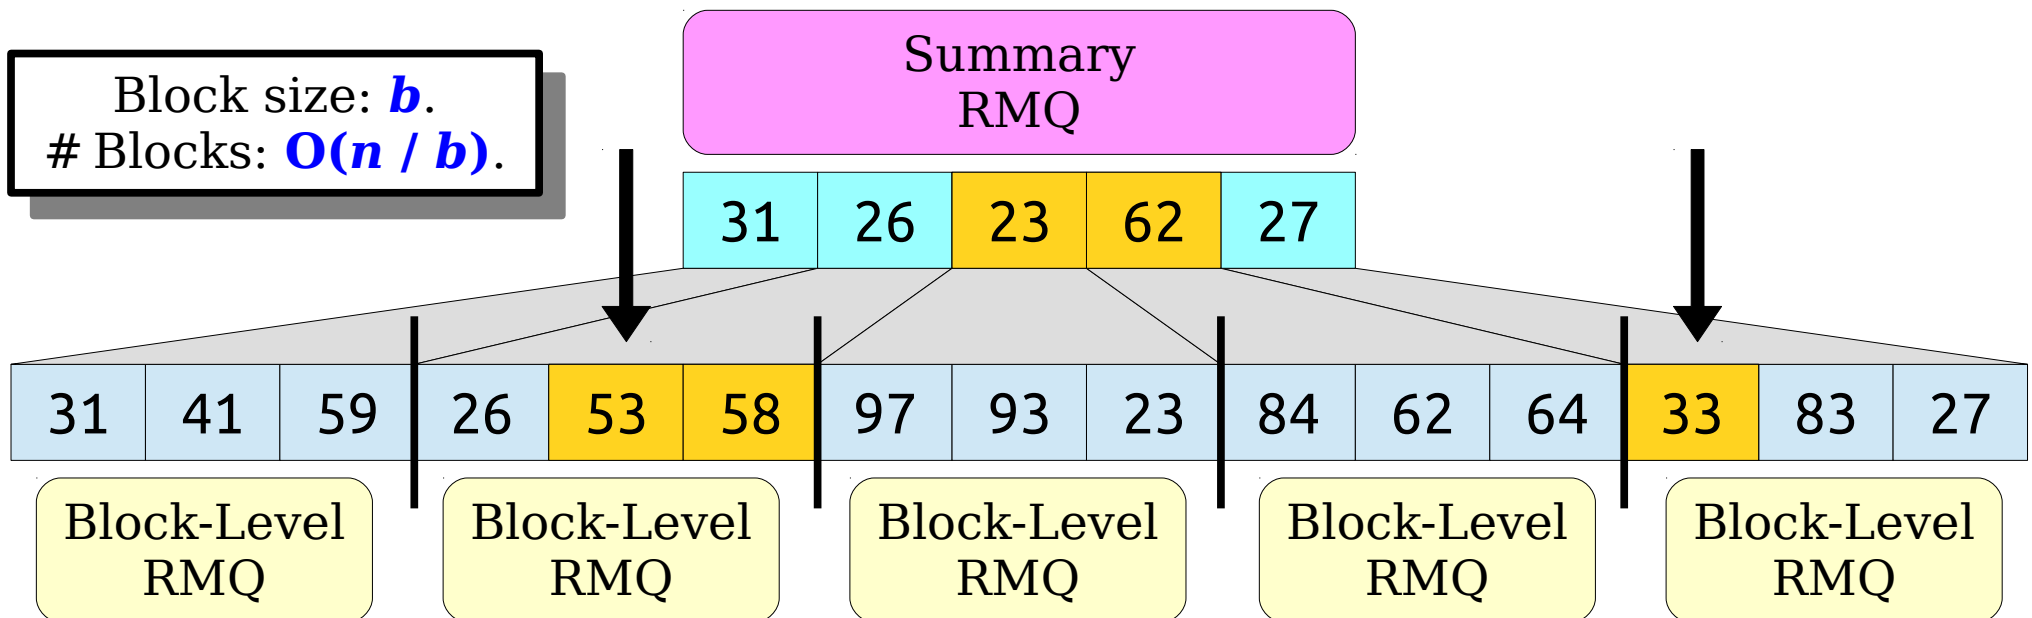 Block size: b.
# Blocks: O(n / b).
Summary
RMQ
31 26 23 62 27
31 41 59 26 53 58 97 93 23 84 62 64 33 83 27
Block-Level
RMQ
Block-Level
RMQ
Block-Level
RMQ
Block-Level
RMQ
Block-Level
RMQ